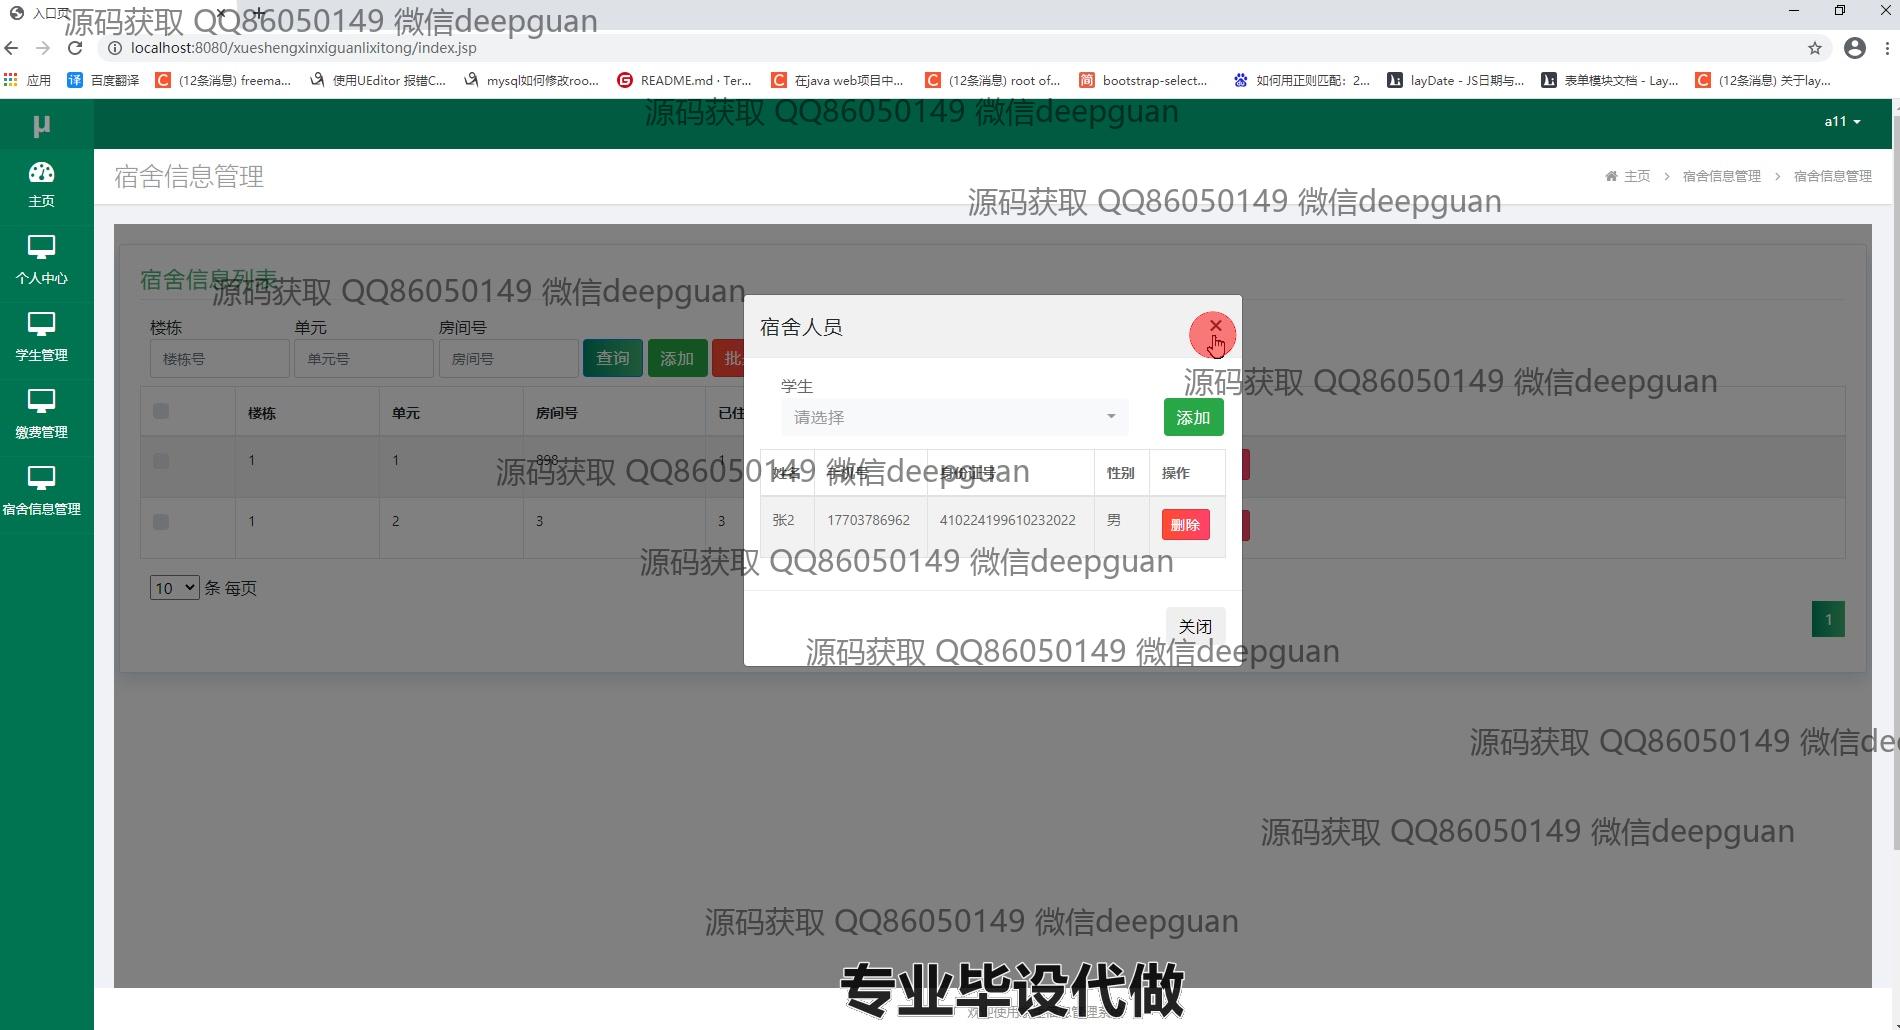 入口页
源码获取 QQ86050149 微信deepguan
localhost:8080/xueshengxinxiguanlixitong/index.jsp
应用
百度翻译
(12条消息) freema...
使用UEditor 报错C...
mysql如何修改roo...
README.md · Ter...
在java web项目中...
(12条消息) root of...
bootstrap-select...
如何用正则匹配：2...
layDate - JS日期与...
表单模块文档 - Lay...
(12条消息) 关于lay...
源码获取 QQ86050149 微信deepguan
μ
a11
主页
个人中心
学生管理
缴费管理
宿舍信息管理
宿舍信息管理
主页 > 宿舍信息管理 > 宿舍信息管理
源码获取 QQ86050149 微信deepguan
宿舍信息列表
源码获取 QQ86050149 微信deepguan
楼栋 单元 房间号
楼栋号 单元号 房间号 查询 添加
楼栋 单元 房间号 已住
1 1 898 1
1 2 3 3
10 条 每页
1
宿舍人员
×
源码获取 QQ86050149 微信deepguan
学生
请选择 添加
姓名 手机号 身份证号 性别 操作
源码获取 QQ86050149 微信deepguan
张2 17703786962 410224199610232022 男 删除
源码获取 QQ86050149 微信deepguan
关闭
源码获取 QQ86050149 微信deepguan
源码获取 QQ86050149 微信dee
源码获取 QQ86050149 微信deepguan
源码获取 QQ86050149 微信deepguan
专业毕设代做